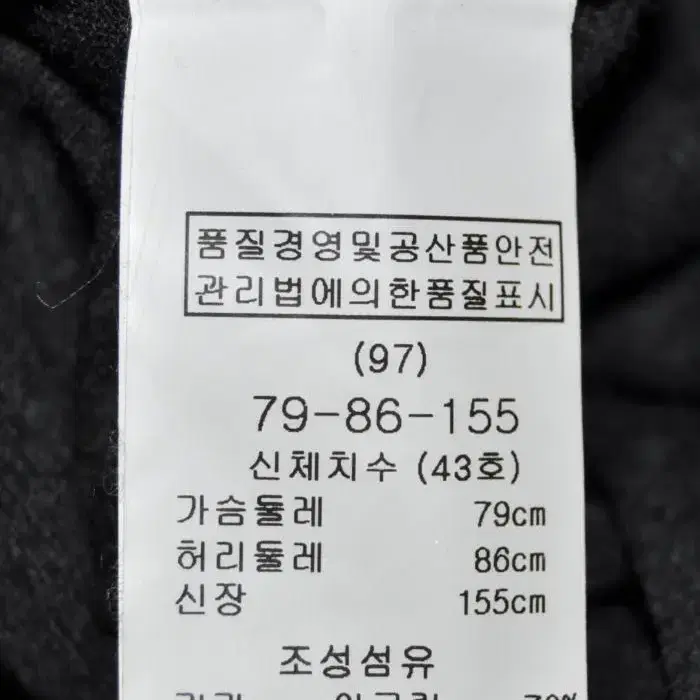 품질경영및공산품안전
관리법에의한품질표시
(97)
79-86-155
신체치수 (43호)
가슴둘레 79cm
허리둘레 86cm
신장 155cm
조성섬유